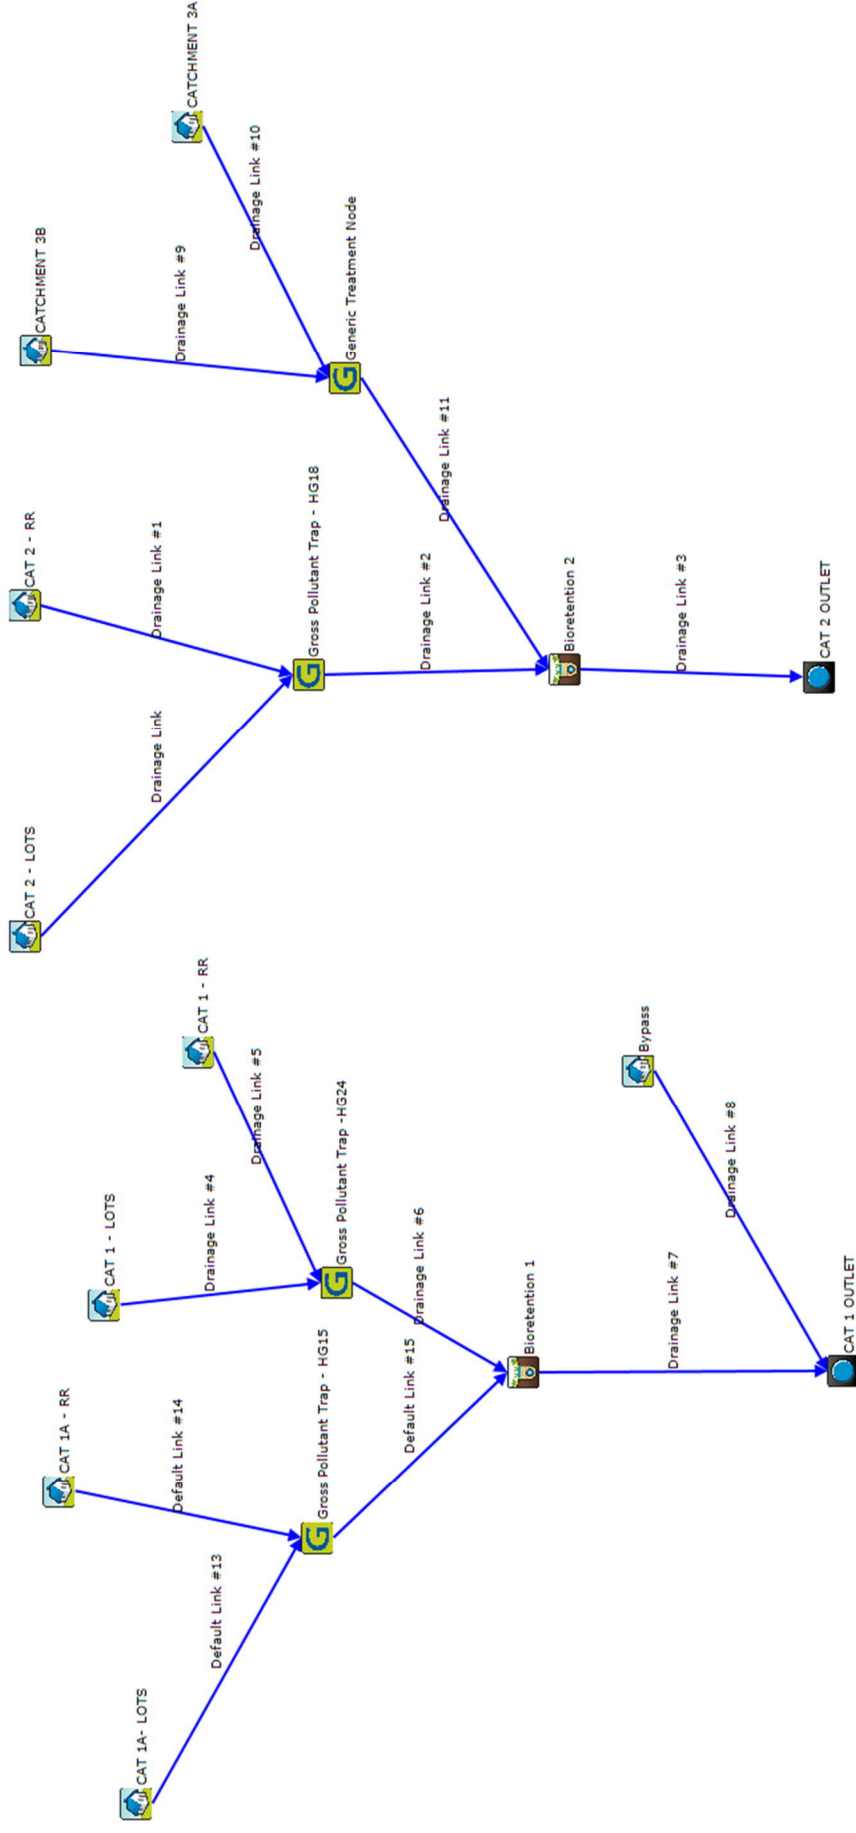 CAT 1A- LOTS
Default Link #13
CAT 1A - RR
Default Link #14
Gross Pollutant Trap - HG15
Default Link #15
CAT 1 - LOTS
Drainage Link #4
CAT 1 - RR
Drainage Link #5
Gross Pollutant Trap -HG24
Drainage Link #6
Bioretention 1
Drainage Link #7
Bypass
Drainage Link #8
CAT 1 OUTLET
CAT 2 - LOTS
Drainage Link
CAT 2 - RR
Drainage Link #1
Gross Pollutant Trap - HG18
Drainage Link #2
CATCHMENT 3B
Drainage Link #9
CATCHMENT 3A
Drainage Link #10
Generic Treatment Node
Drainage Link #11
Bioretention 2
Drainage Link #3
CAT 2 OUTLET
G
G
G
G